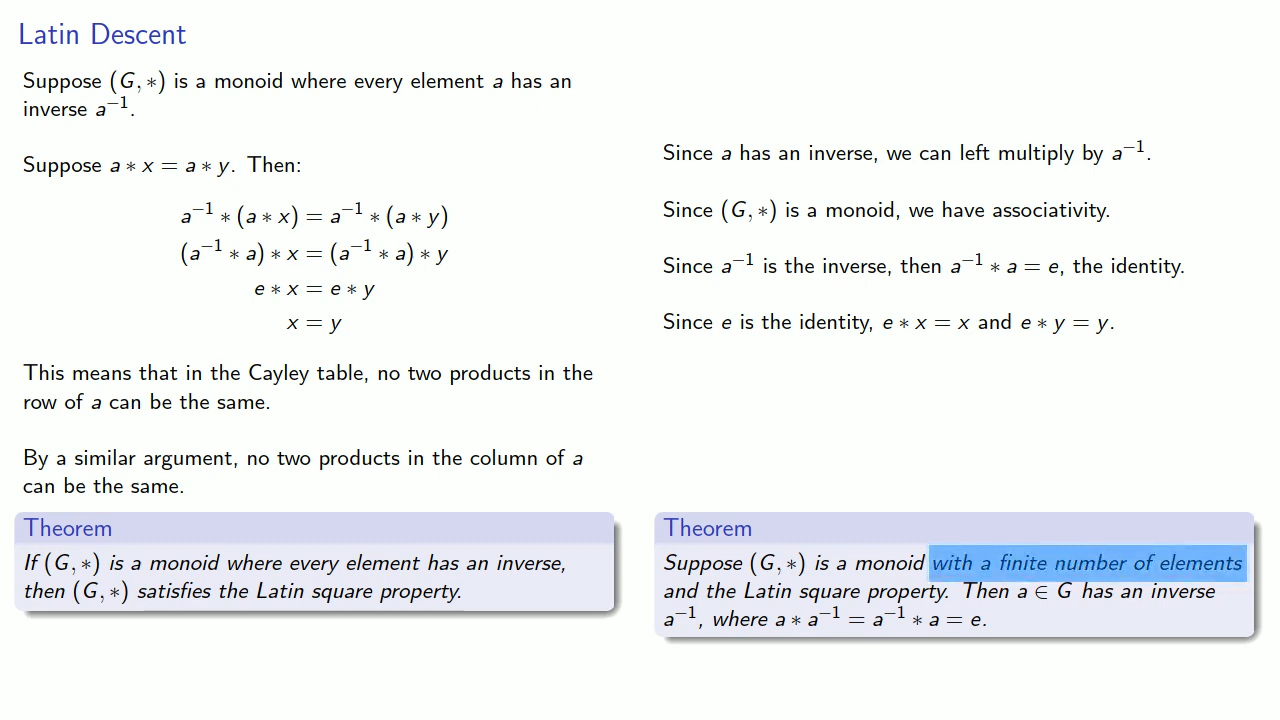 Latin Descent
Suppose (G, ∗) is a monoid where every element a has an
inverse a⁻¹.
Suppose a ∗ x = a ∗ y. Then:
a⁻¹ ∗ (a ∗ x) = a⁻¹ ∗ (a ∗ y)
(a⁻¹ ∗ a) ∗ x = (a⁻¹ ∗ a) ∗ y
e ∗ x = e ∗ y
x = y
This means that in the Cayley table, no two products in the
row of a can be the same.
By a similar argument, no two products in the column of a
can be the same.
Theorem
If (G, ∗) is a monoid where every element has an inverse,
then (G, ∗) satisfies the Latin square property.
Since a has an inverse, we can left multiply by a⁻¹.
Since (G, ∗) is a monoid, we have associativity.
Since a⁻¹ is the inverse, then a⁻¹ ∗ a = e, the identity.
Since e is the identity, e ∗ x = x and e ∗ y = y.
Theorem
Suppose (G, ∗) is a monoid with a finite number of elements
and the Latin square property. Then a ∈ G has an inverse
a⁻¹, where a ∗ a⁻¹ = a⁻¹ ∗ a = e.